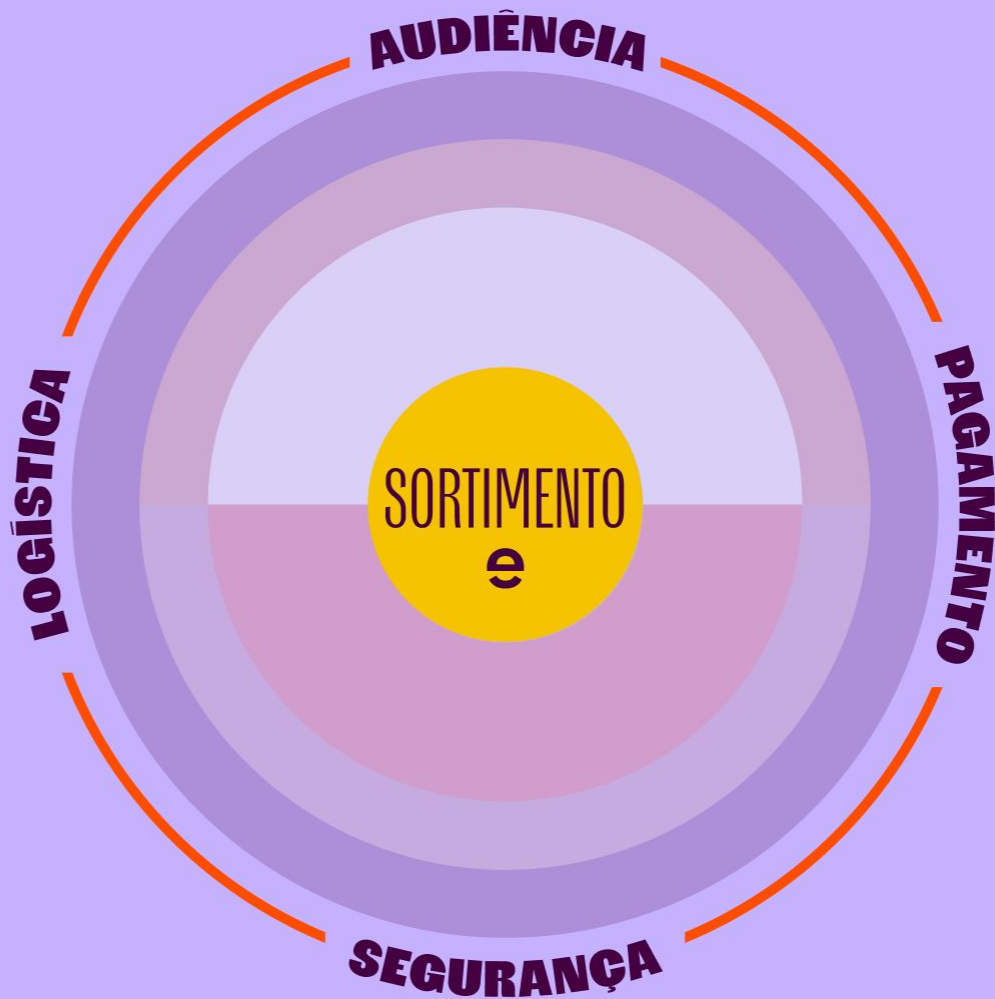 AUDIÊNCIA
LOGÍSTICA
PAGAMENTO
SORTIMENTO
e
SEGURANÇA